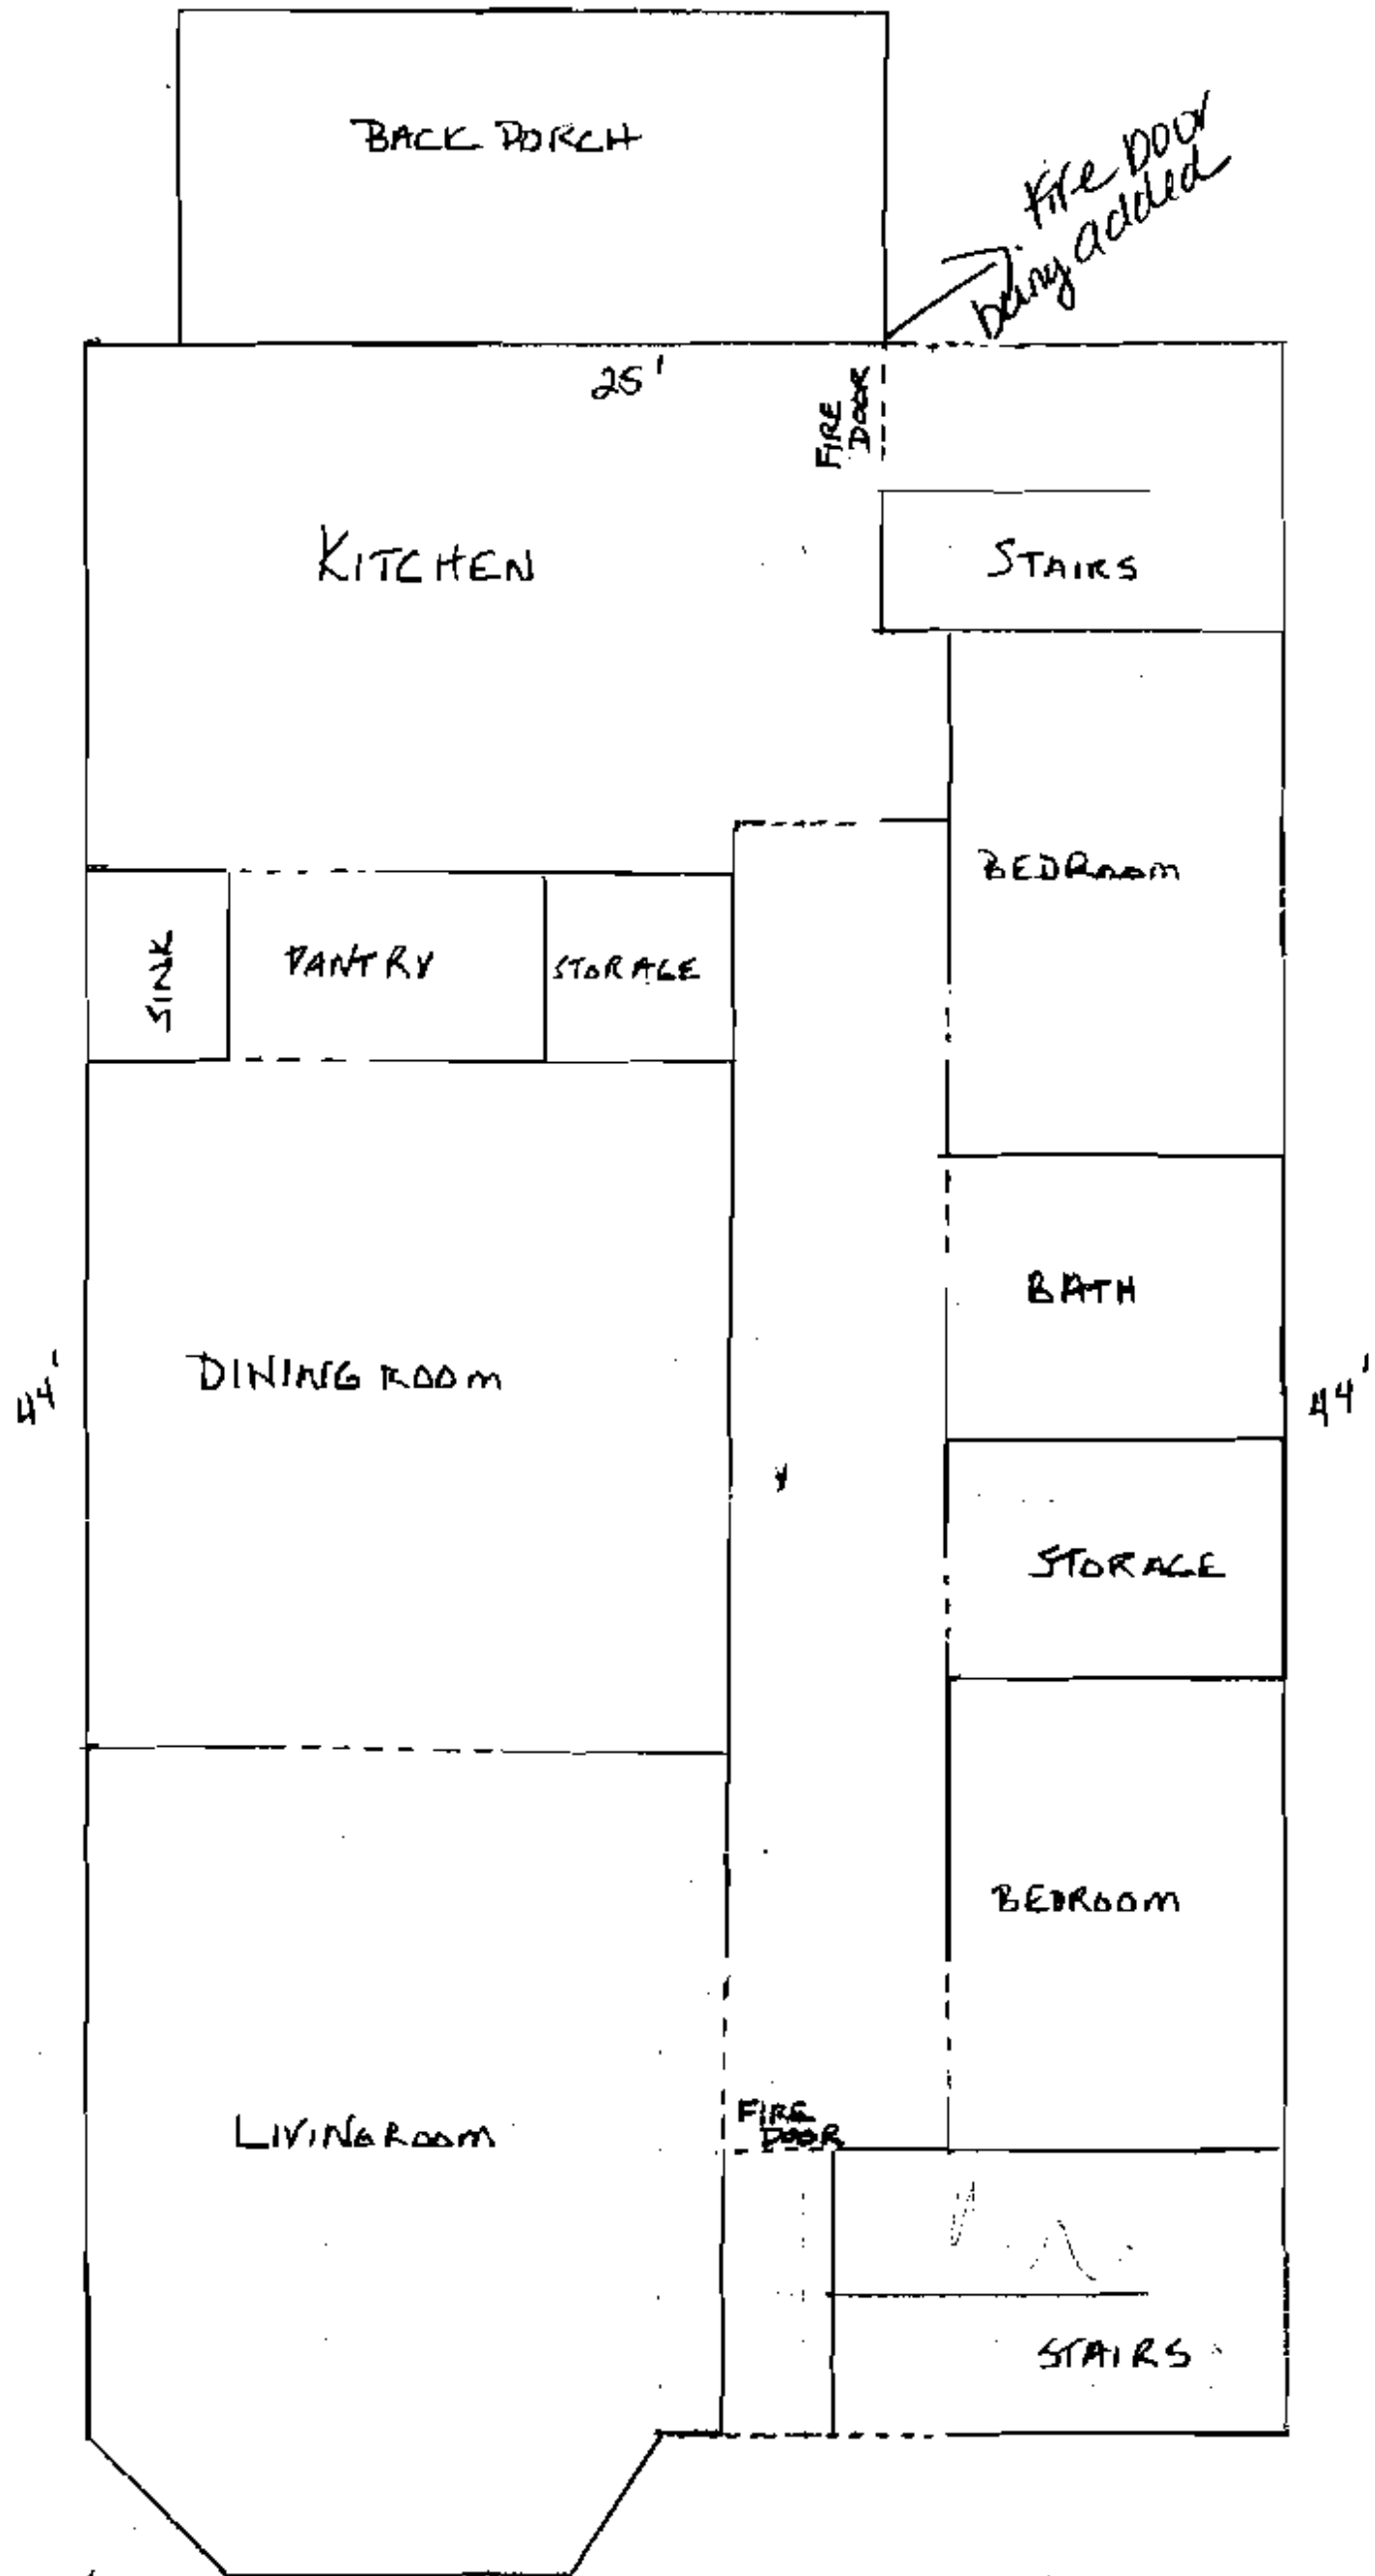 BACK PORCH
Fire Door
being added
25'
FIRE
DOOR
KITCHEN
STAIRS
BEDROOM
SINK
PANTRY
STORAGE
BATH
DINING ROOM
44'
44'
STORAGE
BEDROOM
LIVINGROOM
FIRE
DOOR
STAIRS